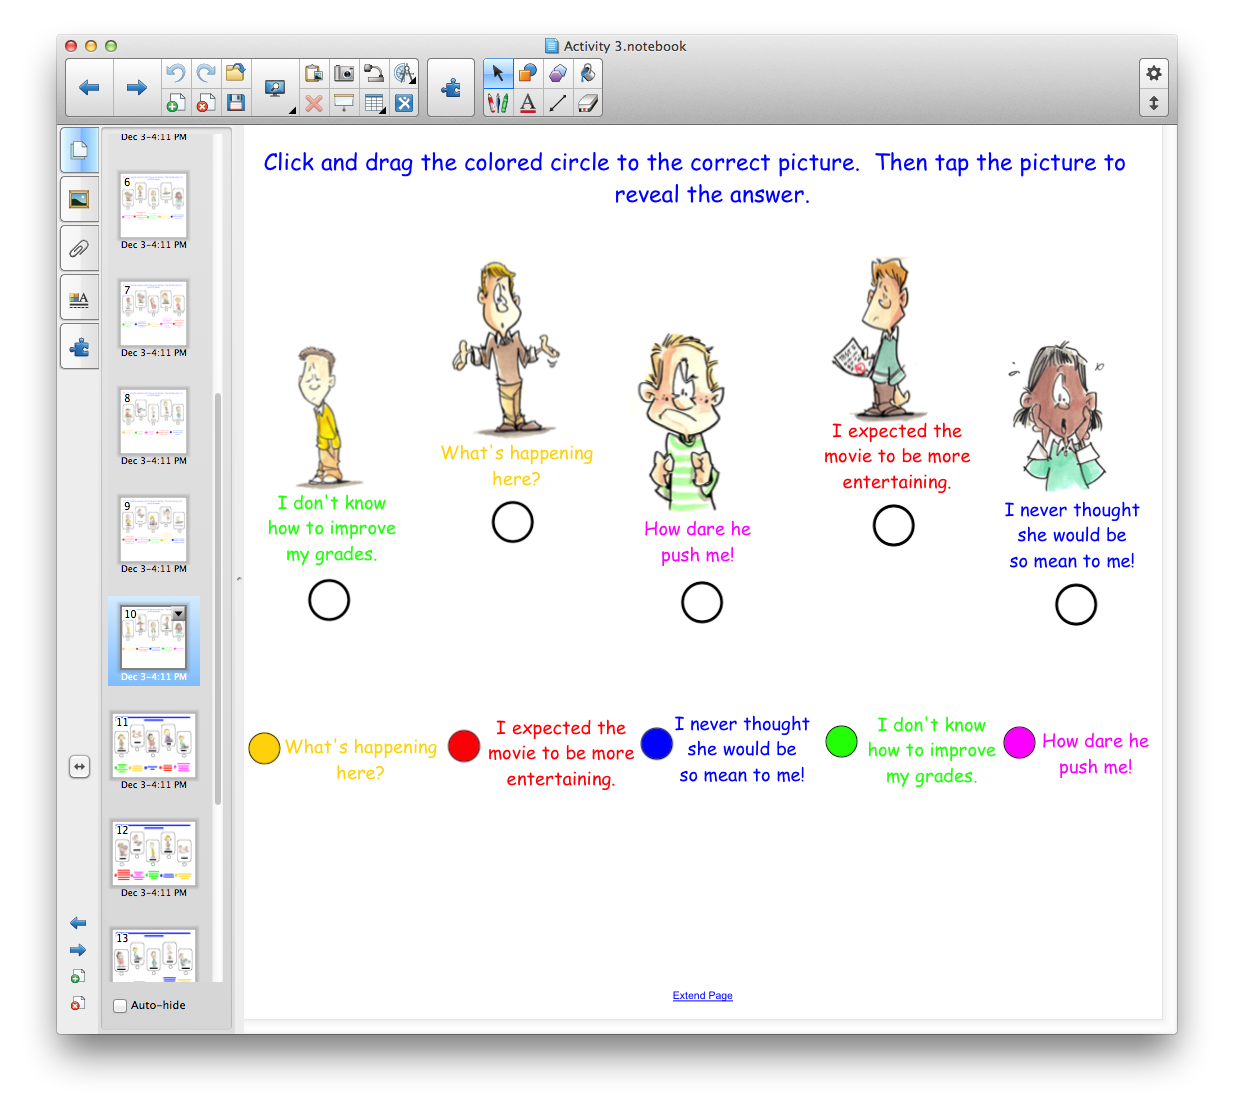 Activity 3.notebook
Dec 3-4:11 PM
6
Dec 3-4:11 PM
7
Dec 3-4:11 PM
8
Dec 3-4:11 PM
9
Dec 3-4:11 PM
10
Dec 3-4:11 PM
11
Dec 3-4:11 PM
12
Dec 3-4:11 PM
13
Auto-hide
Click and drag the colored circle to the correct picture. Then tap the picture to
reveal the answer.
I don't know
how to improve
my grades.
What's happening
here?
How dare he
push me!
I expected the
movie to be more
entertaining.
I never thought
she would be
so mean to me!
What's happening
here?
I expected the
movie to be more
entertaining.
I never thought
she would be
so mean to me!
I don't know
how to improve
my grades.
How dare he
push me!
Extend Page